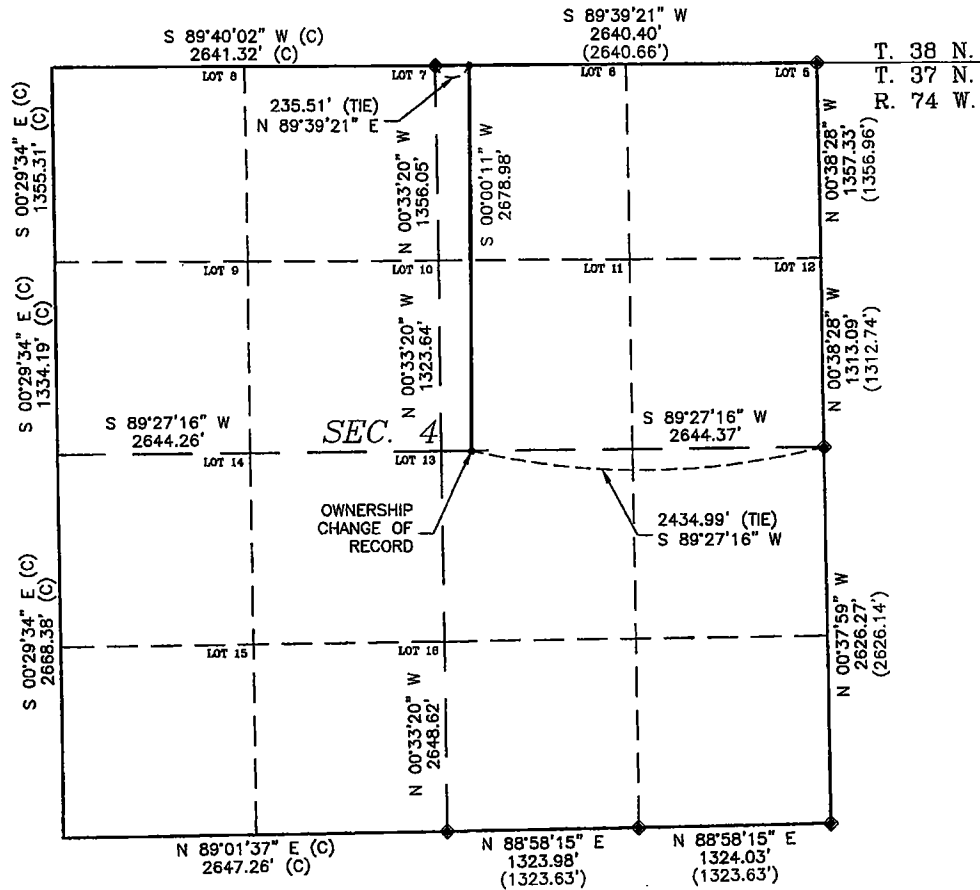 S 89°40'02" W (C)
2641.32' (C)
S 89°39'21" W
2640.40'
(2640.66')
T. 38 N.
T. 37 N.
R. 74 W.
LOT 8
LOT 7
LOT 6
LOT 5
235.51' (TIE)
N 89°39'21" E
S 00°29'34" E (C)
1355.31' (C)
N 00°33'20" W
1356.05'
S 00°00'11" W
2678.98'
N 00°38'28" W
1357.33'
(1356.96')
LOT 9
LOT 10
LOT 11
LOT 12
S 00°29'34" E (C)
1334.19' (C)
N 00°33'20" W
1323.64'
N 00°38'28" W
1313.09'
(1312.74')
S 89°27'16" W
2644.26'
SEC. 4
S 89°27'16" W
2644.37'
LOT 14
LOT 13
OWNERSHIP
CHANGE OF
RECORD
2434.99' (TIE)
S 89°27'16" W
S 00°29'34" E (C)
2668.38' (C)
N 00°37'59" W
2626.27'
(2626.14')
LOT 15
LOT 16
N 00°33'20" W
2648.62'
N 89°01'37" E (C)
2647.26' (C)
N 88°58'15" E
1323.98'
(1323.63')
N 88°58'15" E
1324.03'
(1323.63')